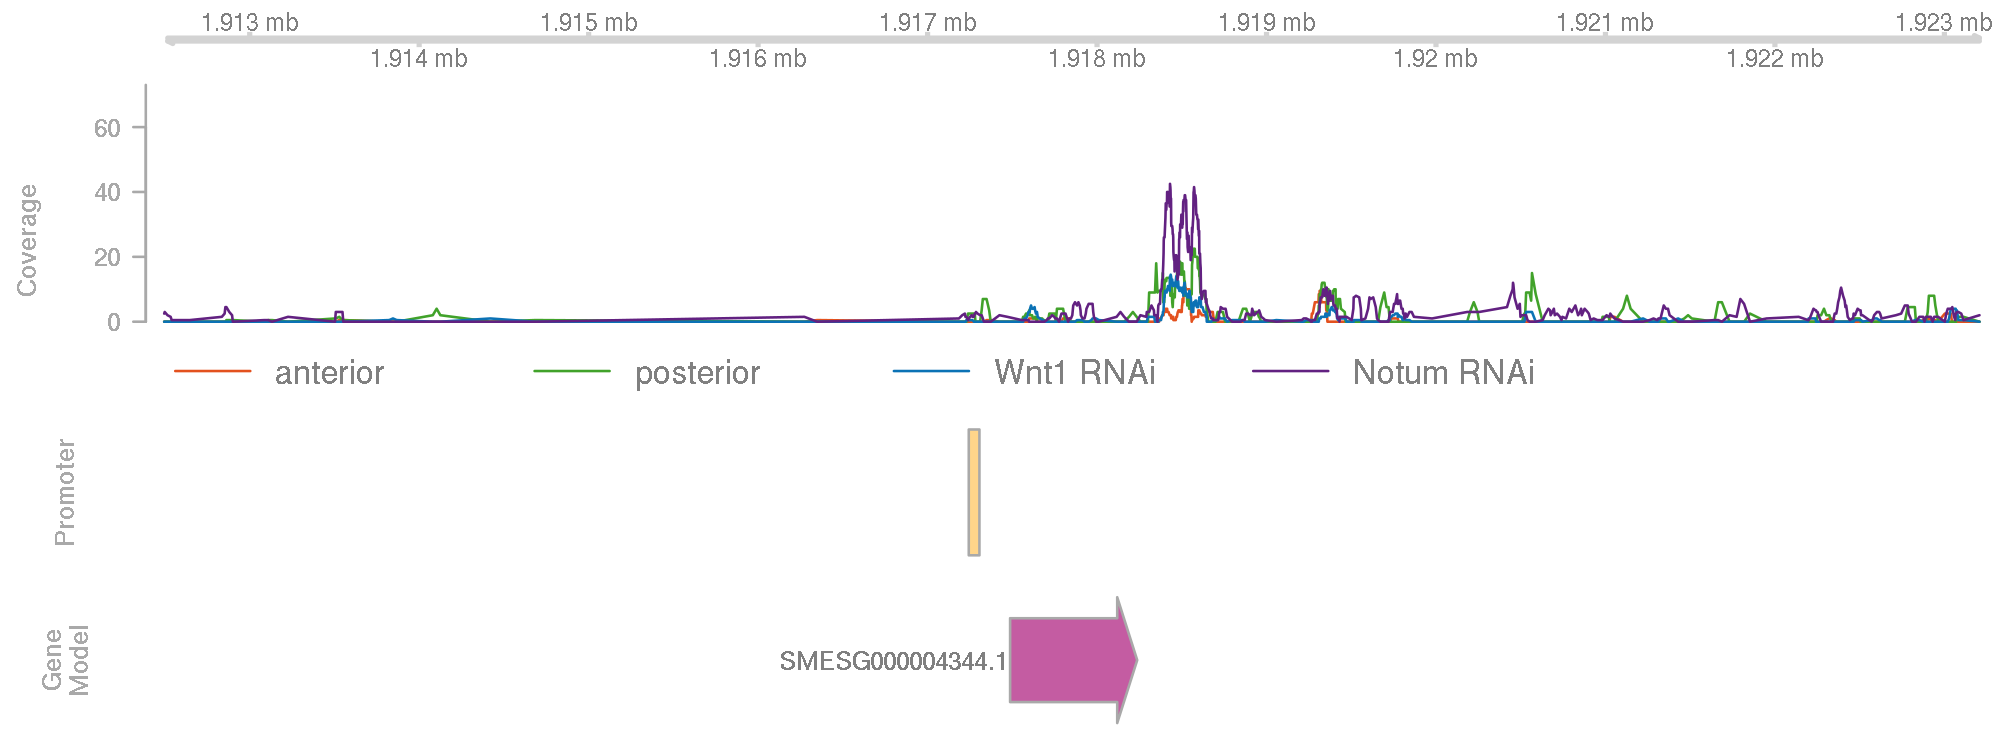 1.913 mb 1.915 mb 1.917 mb 1.919 mb 1.921 mb 1.923 mb
1.914 mb 1.916 mb 1.918 mb 1.92 mb 1.922 mb
Coverage
60
40
20
0
anterior posterior Wnt1 RNAi Notum RNAi
Promoter
Gene
Model
SMESG000004344.1